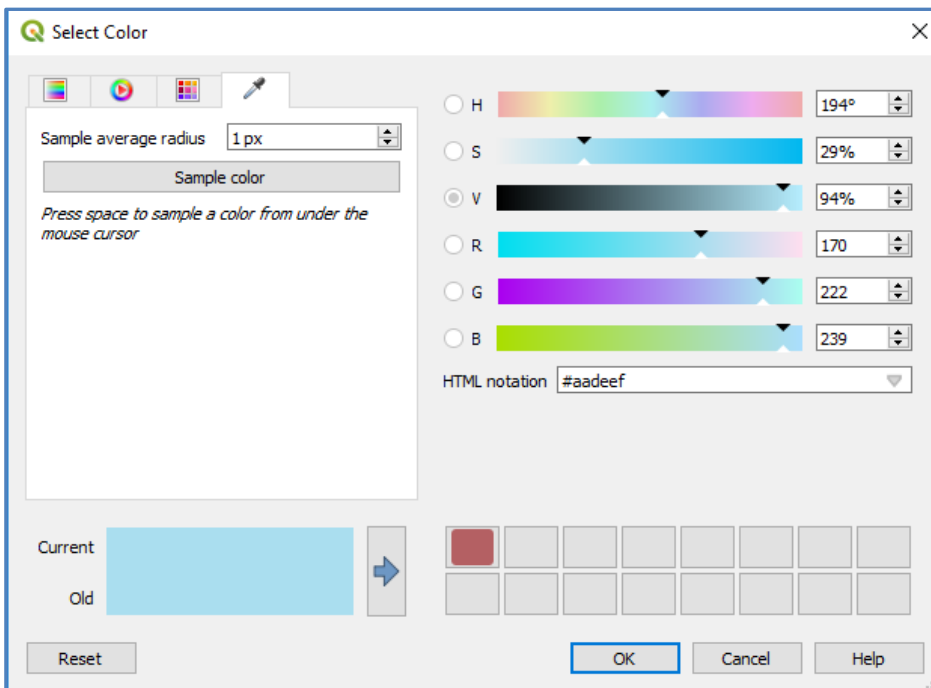 Select Color
Sample average radius 1 px
Sample color
Press space to sample a color from under the
mouse cursor
H 194°
S 29%
V 94%
R 170
G 222
B 239
HTML notation #aadeef
Current
Old
Reset OK Cancel Help